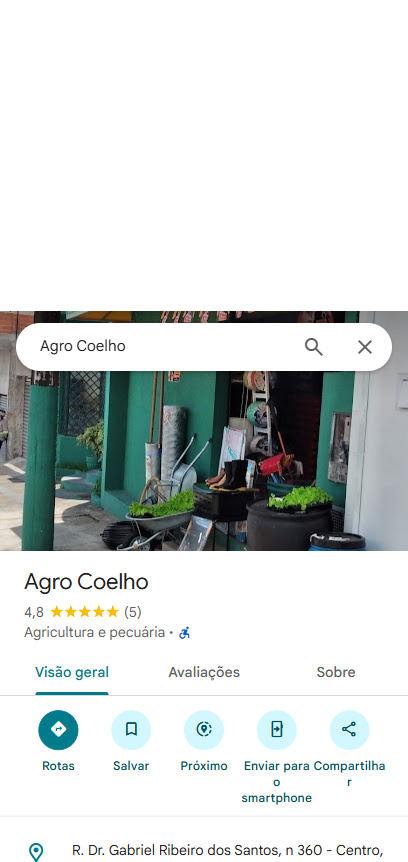 Agro Coelho
Agro Coelho
4,8 (5)
Agricultura e pecuária ·
Visão geral Avaliações Sobre
Rotas Salvar Próximo Enviar para o smartphone Compartilhar
R. Dr. Gabriel Ribeiro dos Santos, n 360 - Centro,